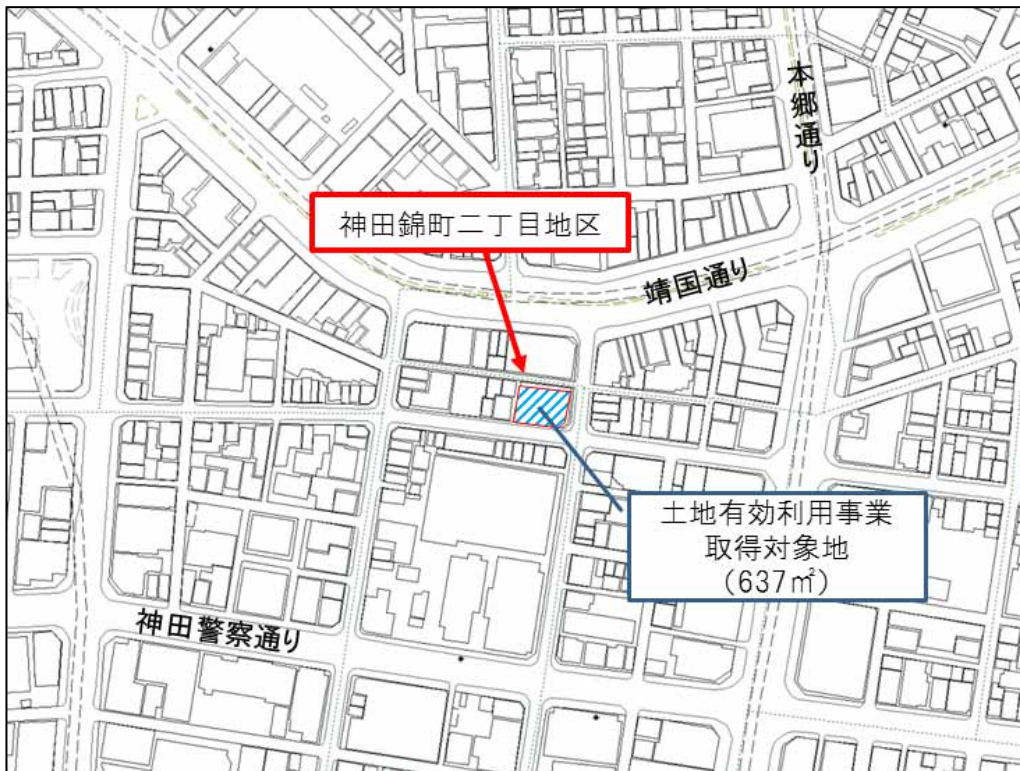 本郷通り
神田錦町二丁目地区
靖国通り
土地有効利用事業
取得対象地
(637㎡)
神田警察通り